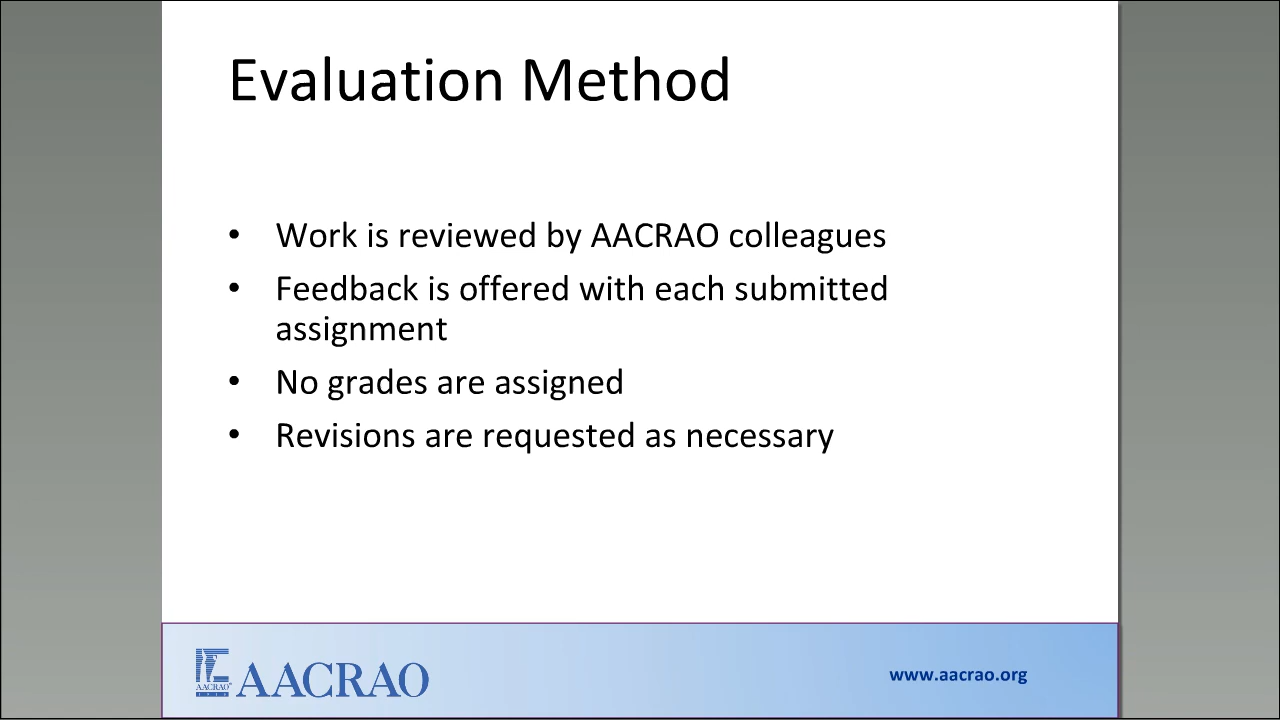 Evaluation Method
• Work is reviewed by AACRAO colleagues
• Feedback is offered with each submitted
assignment
• No grades are assigned
• Revisions are requested as necessary
AACRAO
AACRAO
www.aacrao.org